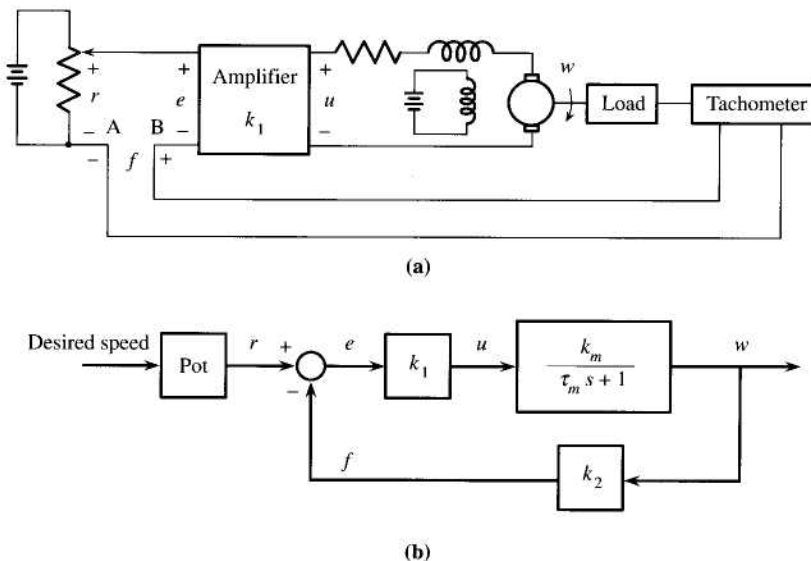 w
Amplifier
Load
Tachometer
+ + +
r e u
k1
− A B − −
− f +
(a)
Desired speed r + e u km w
Pot k1 τm s + 1
−
f k2
(b)